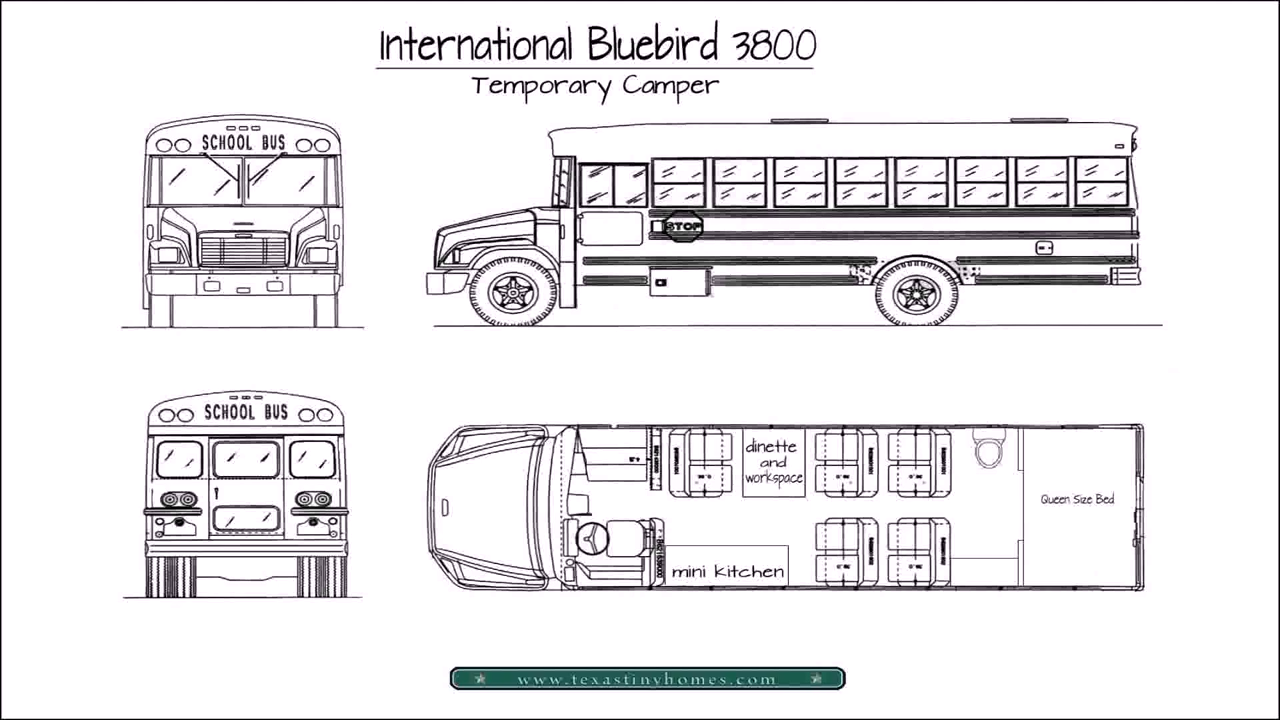 International Bluebird 3800
Temporary Camper
SCHOOL BUS
STOP
SCHOOL BUS
dinette
and
workspace
Queen Size Bed
mini kitchen
www.texastinyhomes.com